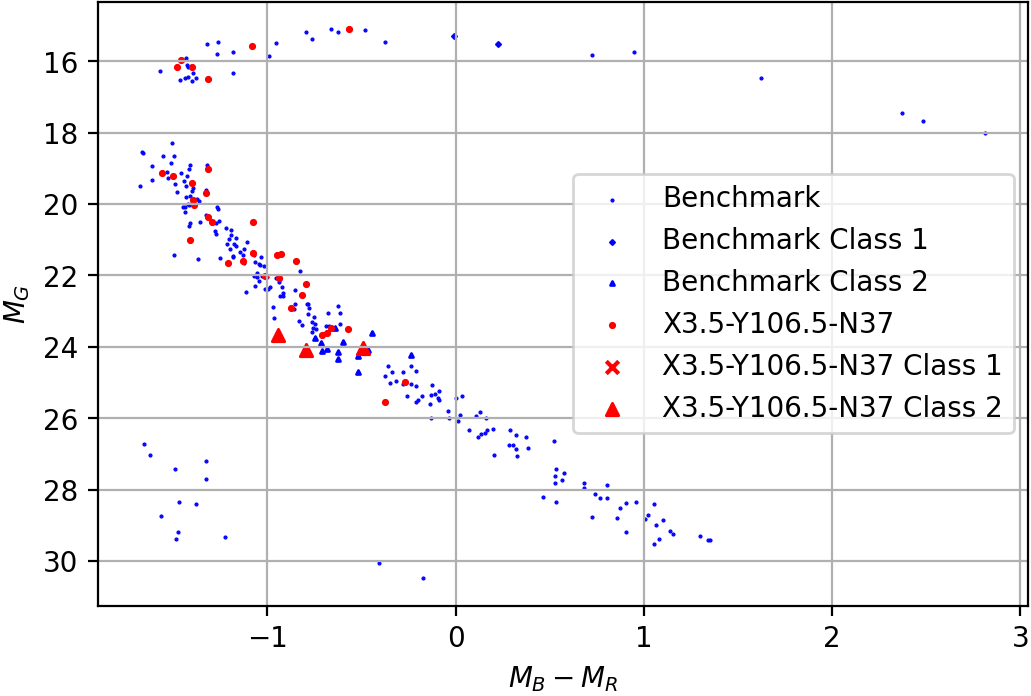 16
18
20
22
24
26
28
30
M_G
Benchmark
Benchmark Class 1
Benchmark Class 2
X3.5-Y106.5-N37
X3.5-Y106.5-N37 Class 1
X3.5-Y106.5-N37 Class 2
−1 0 1 2 3
M_B − M_R